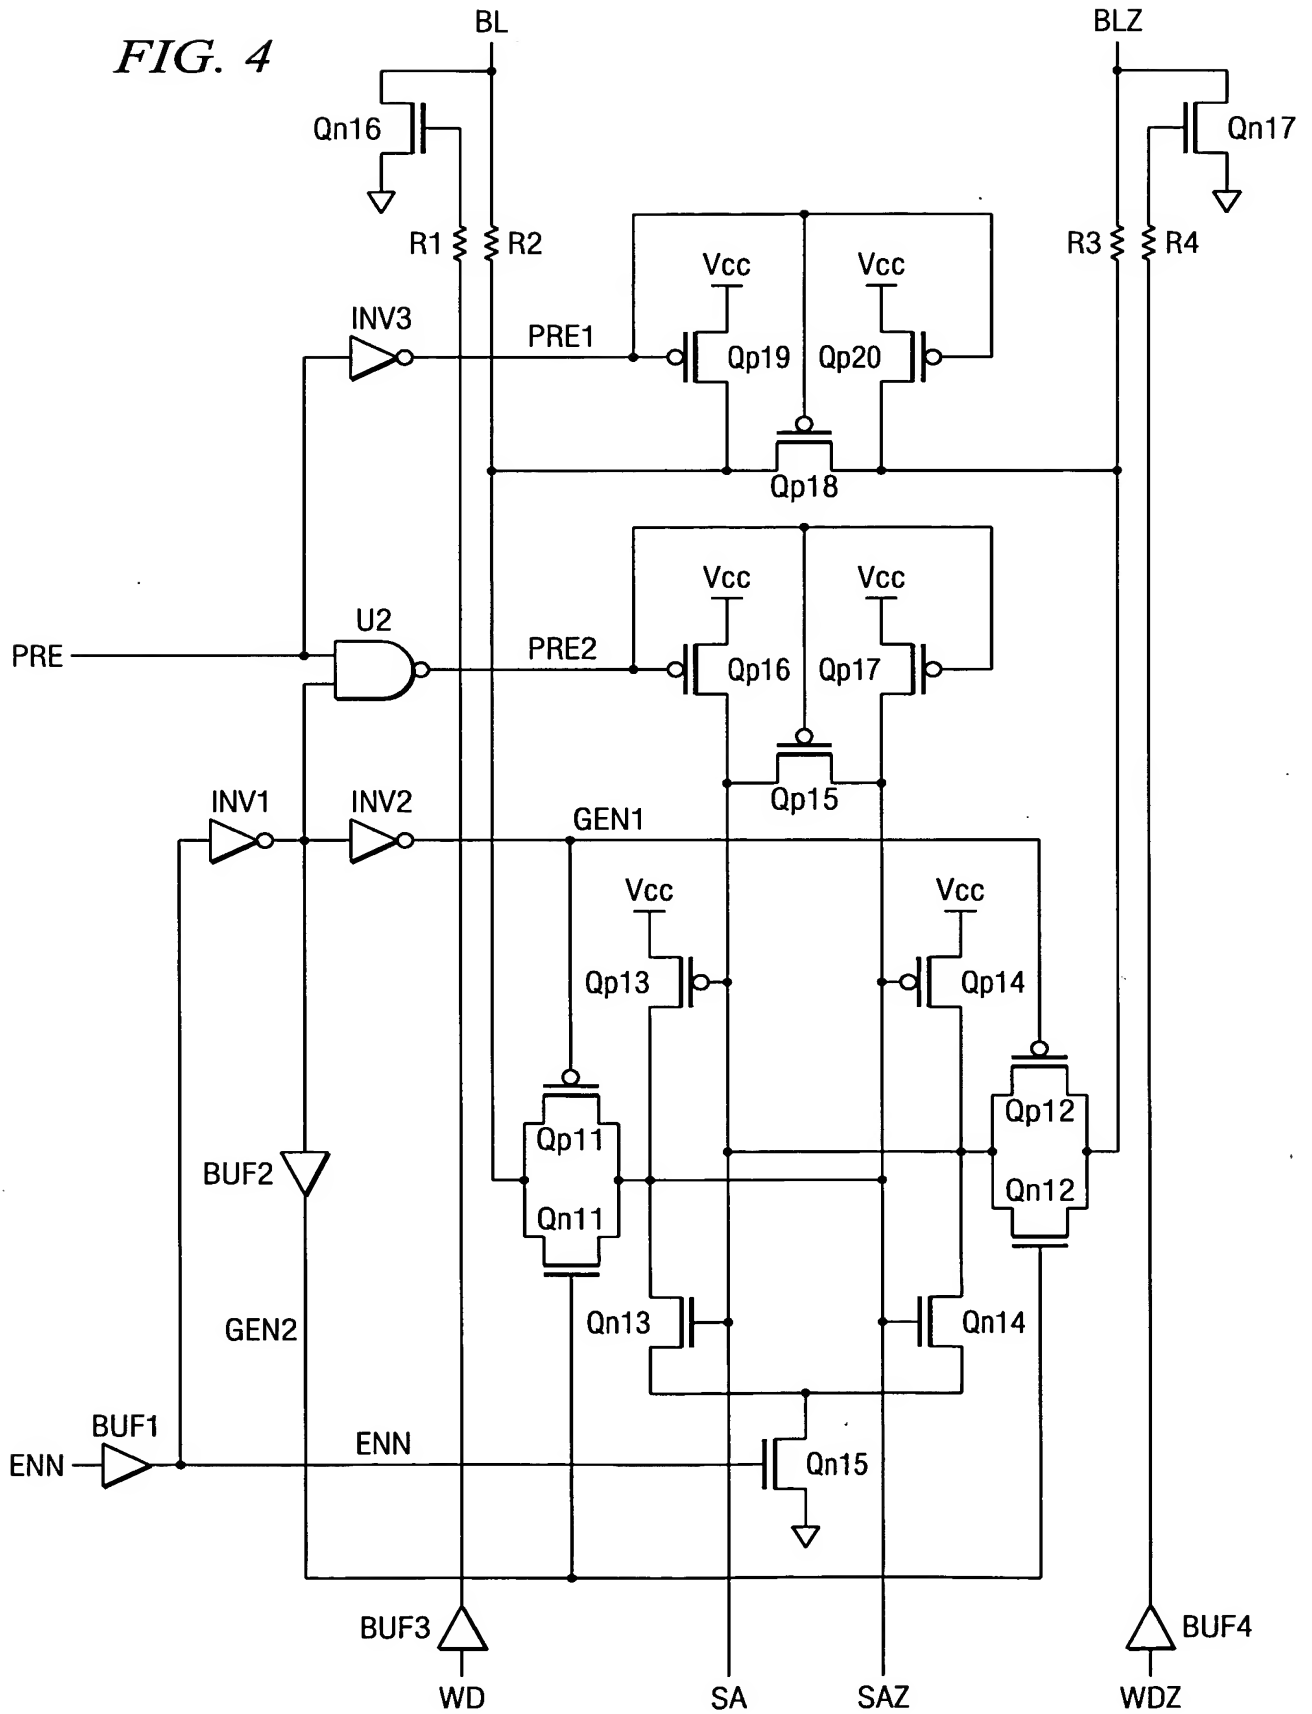 FIG. 4
BL
BLZ
Qn16
Qn17
R1
R2
R3
R4
Vcc
Vcc
INV3
PRE1
Qp19
Qp20
Qp18
Vcc
Vcc
U2
PRE
PRE2
Qp16
Qp17
Qp15
INV1
INV2
GEN1
Vcc
Vcc
Qp13
Qp14
Qp11
Qp12
BUF2
Qn11
Qn12
GEN2
Qn13
Qn14
BUF1
ENN
ENN
Qn15
BUF3
BUF4
WD
SA
SAZ
WDZ